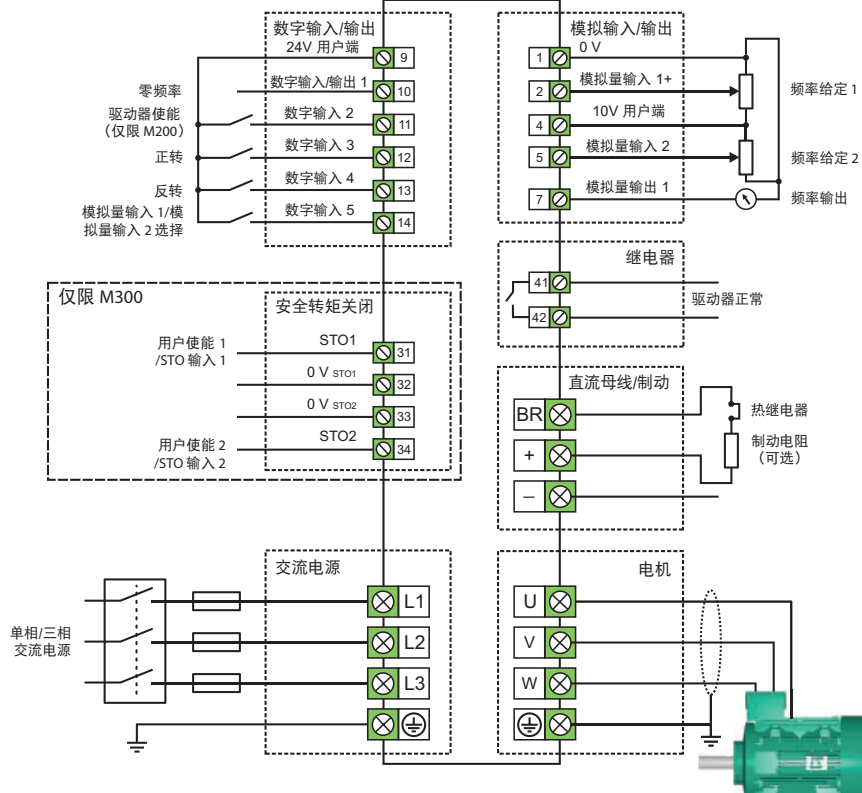 数字输入/输出
24V 用户端
9
零频率
数字输入/输出 1
10
驱动器使能
（仅限 M200）
数字输入 2
11
正转
数字输入 3
12
反转
数字输入 4
13
模拟量输入 1/模
拟量输入 2 选择
数字输入 5
14
模拟输入/输出
0 V
1
模拟量输入 1+
2
频率给定 1
10V 用户端
4
模拟量输入 2
5
频率给定 2
模拟量输出 1
7
频率输出
继电器
41
42
驱动器正常
仅限 M300
安全转矩关闭
用户使能 1
/STO 输入 1
STO1
31
0 V STO1
32
0 V STO2
33
用户使能 2
/STO 输入 2
STO2
34
直流母线/制动
BR
+
–
热继电器
制动电阻
（可选）
交流电源
单相/三相
交流电源
L1
L2
L3
电机
U
V
W